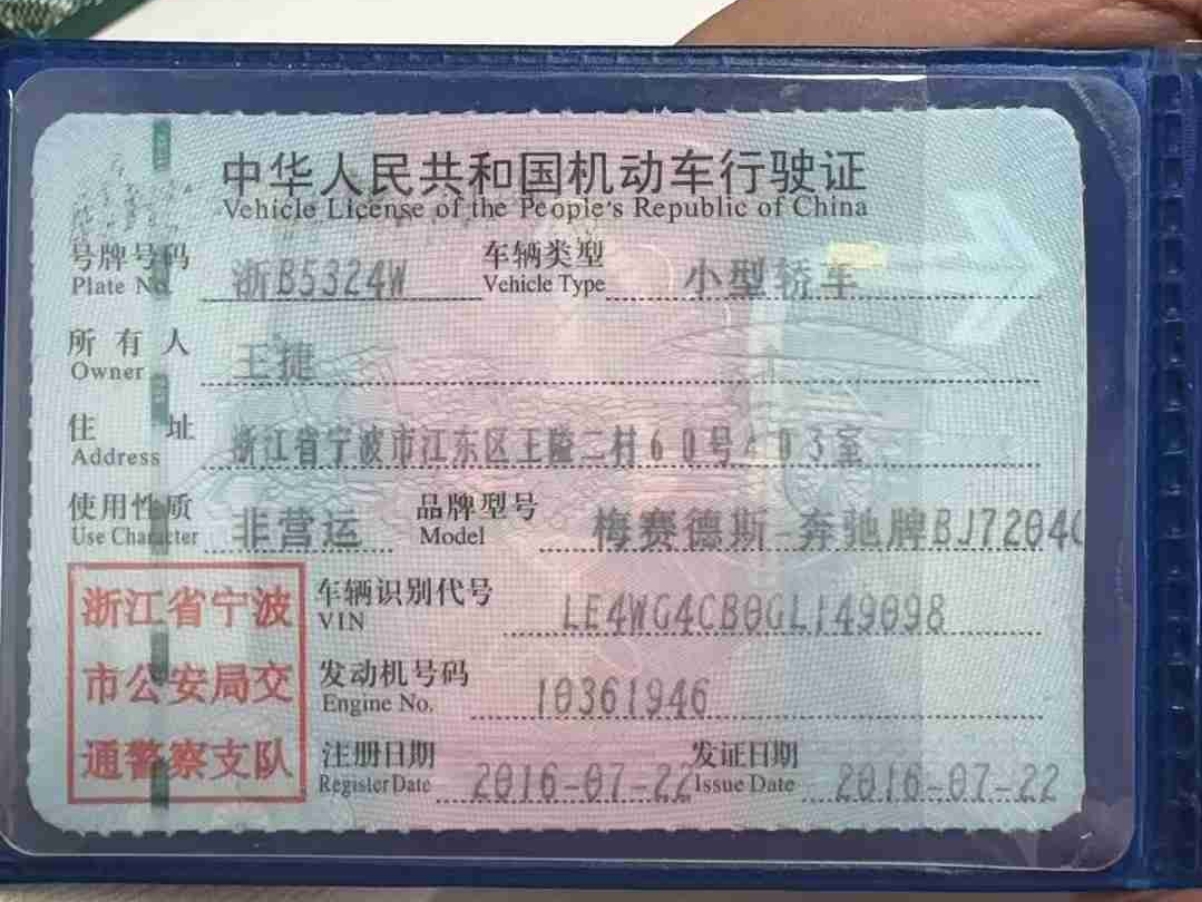 中华人民共和国机动车行驶证
Vehicle License of the People's Republic of China
号牌号码 浙B5324W 车辆类型 小型轿车
Plate No. Vehicle Type
所有人 王捷
Owner
住址 浙江省宁波市江东区王隘二村60号403室
Address
使用性质 非营运 品牌型号 梅赛德斯-奔驰牌BJ7204G
Use Character Model
浙江省宁波
市公安局交
通警察支队
车辆识别代号 LE4WG4CB0GL149098
VIN
发动机号码 10361946
Engine No.
注册日期 2016-07-22 发证日期 2016-07-22
Register Date Issue Date